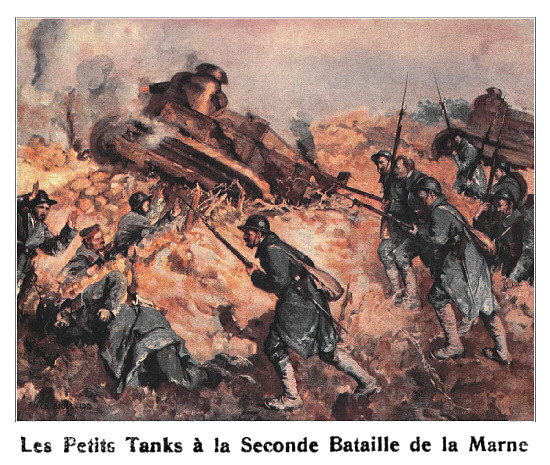 Les Petits Tanks à la Seconde Bataille de la Marne